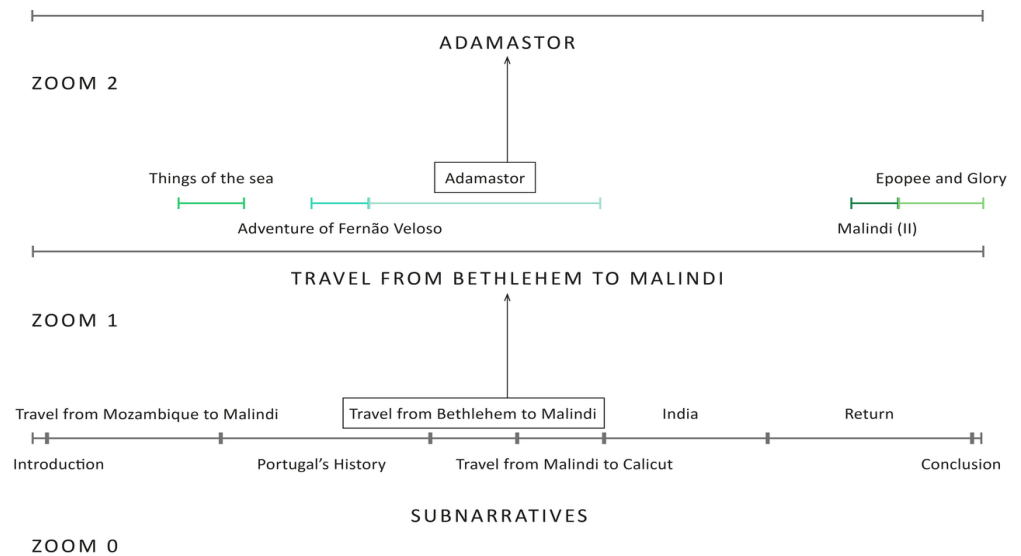 ADAMASTOR
ZOOM 2
Adamastor
Things of the sea
Epopee and Glory
Adventure of Fernão Veloso
Malindi (II)
TRAVEL FROM BETHLEHEM TO MALINDI
ZOOM 1
Travel from Mozambique to Malindi
Travel from Bethlehem to Malindi
India
Return
Introduction
Portugal's History
Travel from Malindi to Calicut
Conclusion
SUBNARRATIVES
ZOOM 0